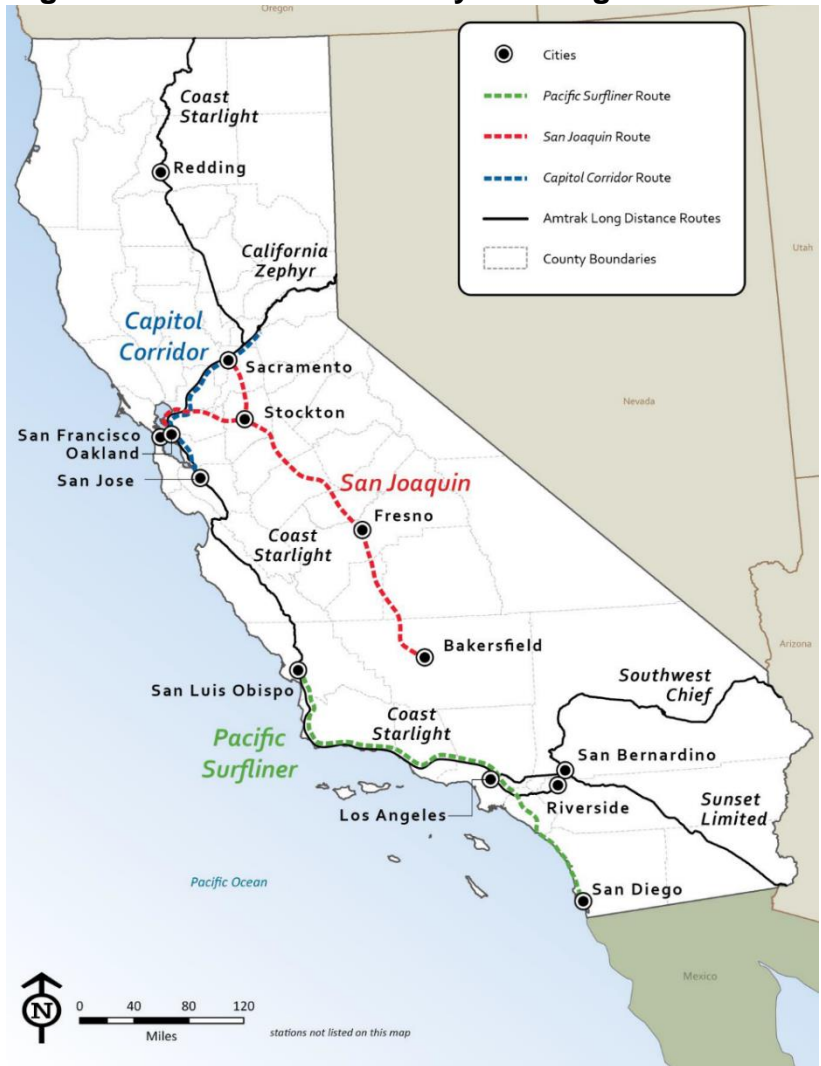 Oregon
Cities
Pacific Surfliner Route
San Joaquin Route
Capitol Corridor Route
Amtrak Long Distance Routes
County Boundaries
Utah
Nevada
Arizona
Mexico
Coast
Starlight
Redding
California
Zephyr
Capitol
Corridor
Sacramento
Stockton
San Francisco
Oakland
San Jose
San Joaquin
Fresno
Coast
Starlight
Bakersfield
San Luis Obispo
Southwest
Chief
Coast
Starlight
Pacific
Surfliner
San Bernardino
Riverside
Los Angeles
Sunset
Limited
San Diego
Pacific Ocean
N
0 40 80 120
Miles
stations not listed on this map